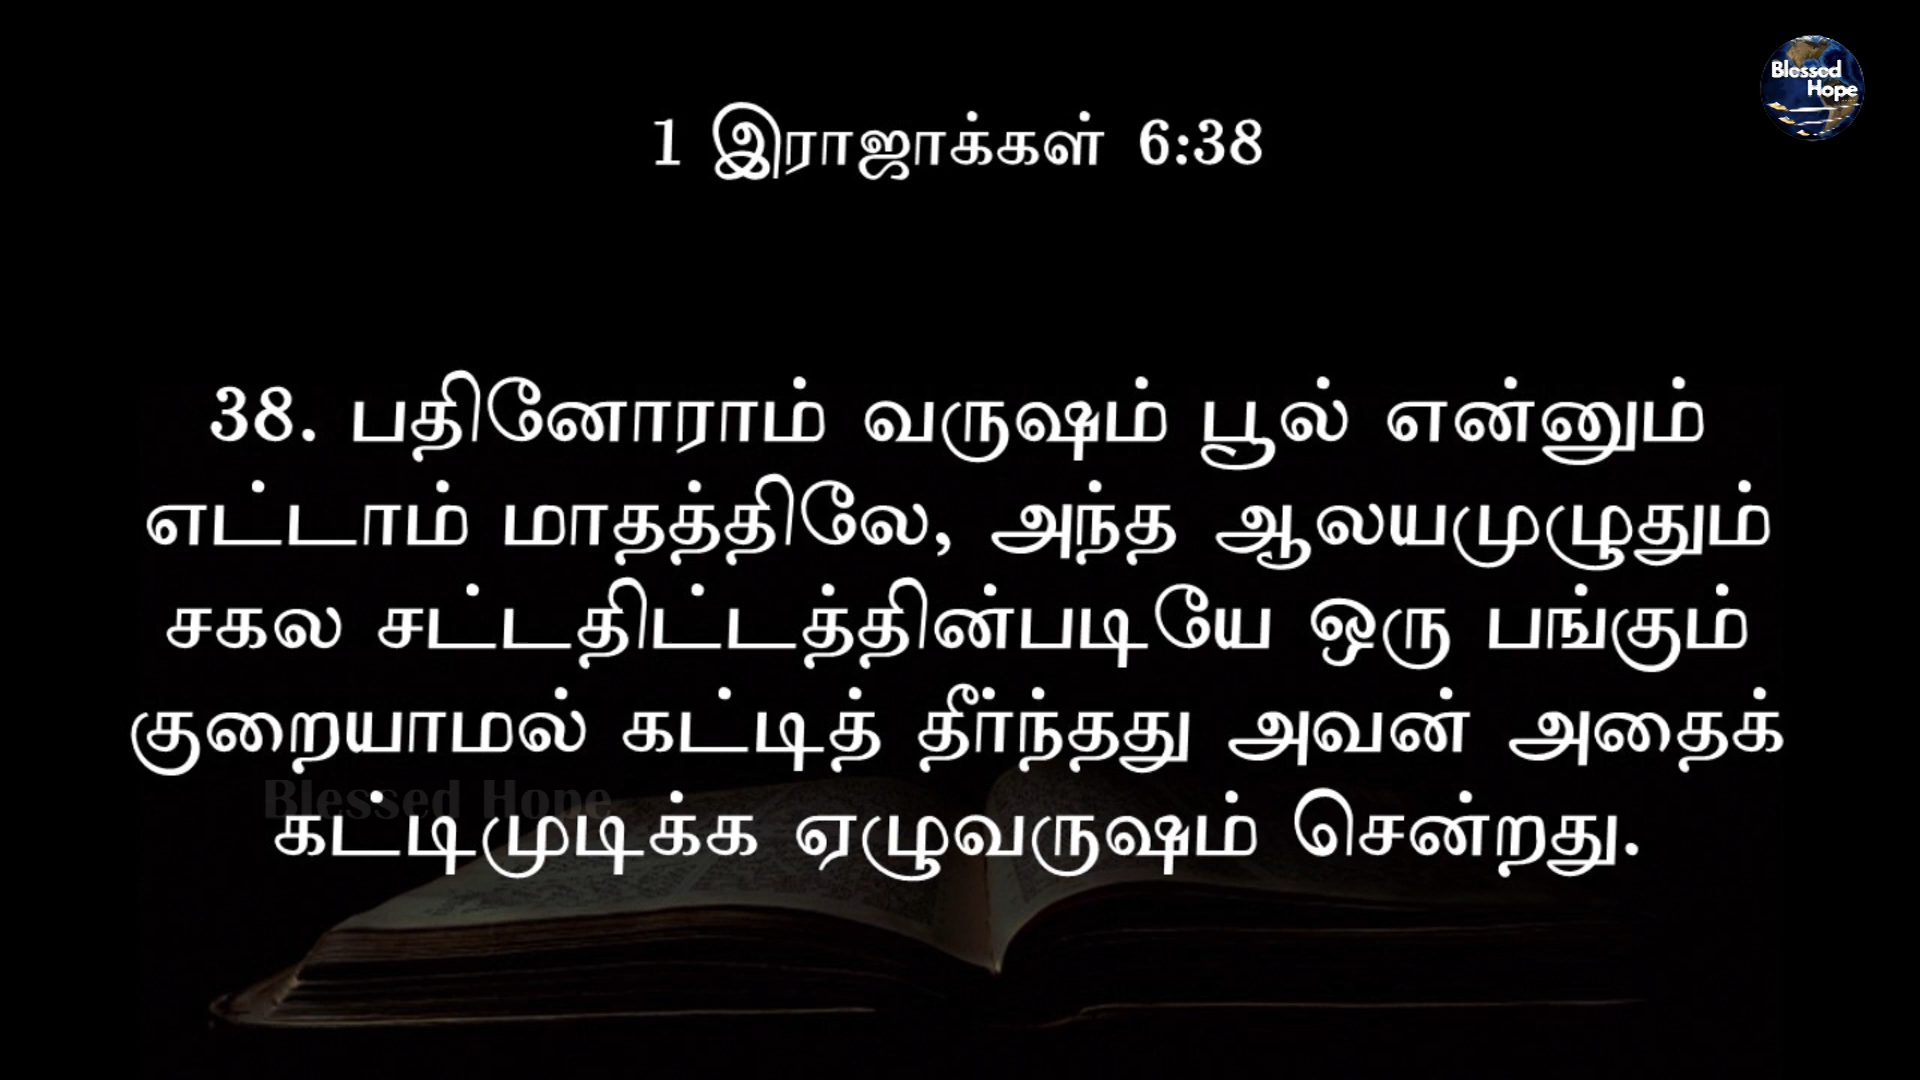 Blessed
Hope
1 இராஜாக்கள் 6:38
38. பதினோராம் வருஷம் பூல் என்னும்
எட்டாம் மாதத்திலே, அந்த ஆலயமுழுதும்
சகல சட்டதிட்டத்தின்படியே ஒரு பங்கும்
குறையாமல் கட்டித் தீர்ந்தது அவன் அதைக்
Blessed Hope
கட்டிமுடிக்க ஏழுவருஷம் சென்றது.